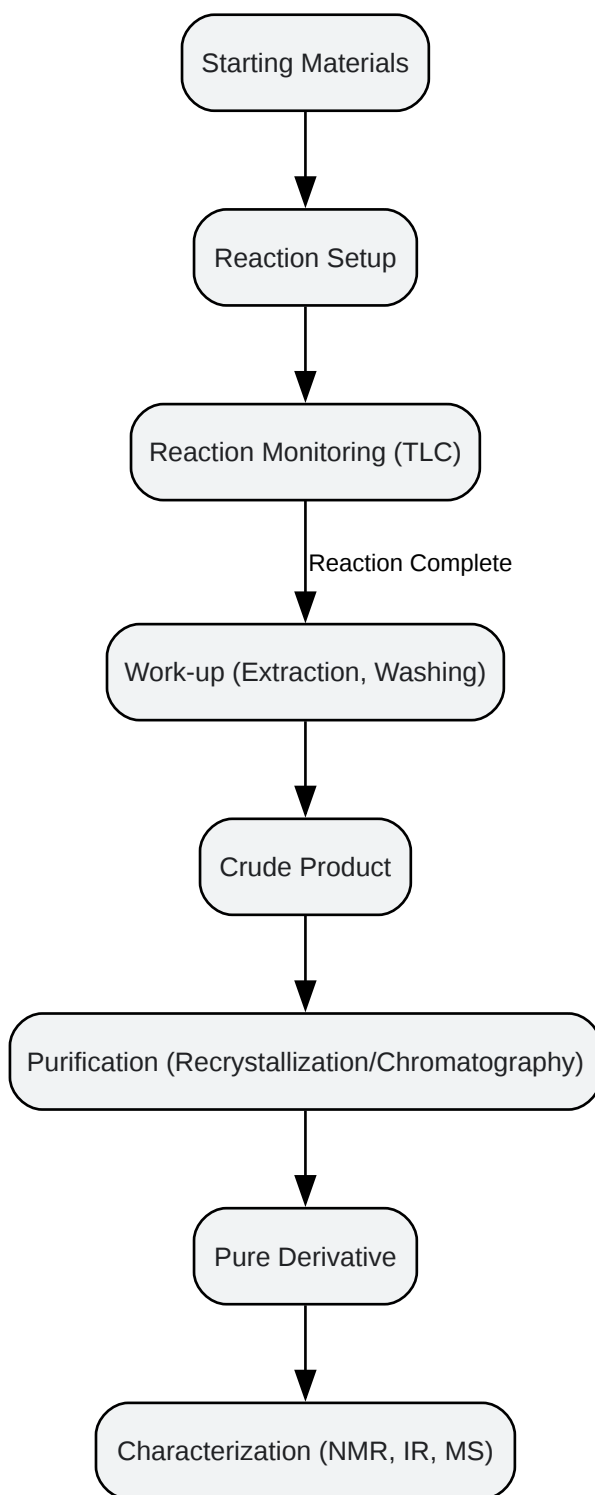 Starting Materials
Reaction Setup
Reaction Monitoring (TLC)
Reaction Complete
Work-up (Extraction, Washing)
Crude Product
Purification (Recrystallization/Chromatography)
Pure Derivative
Characterization (NMR, IR, MS)